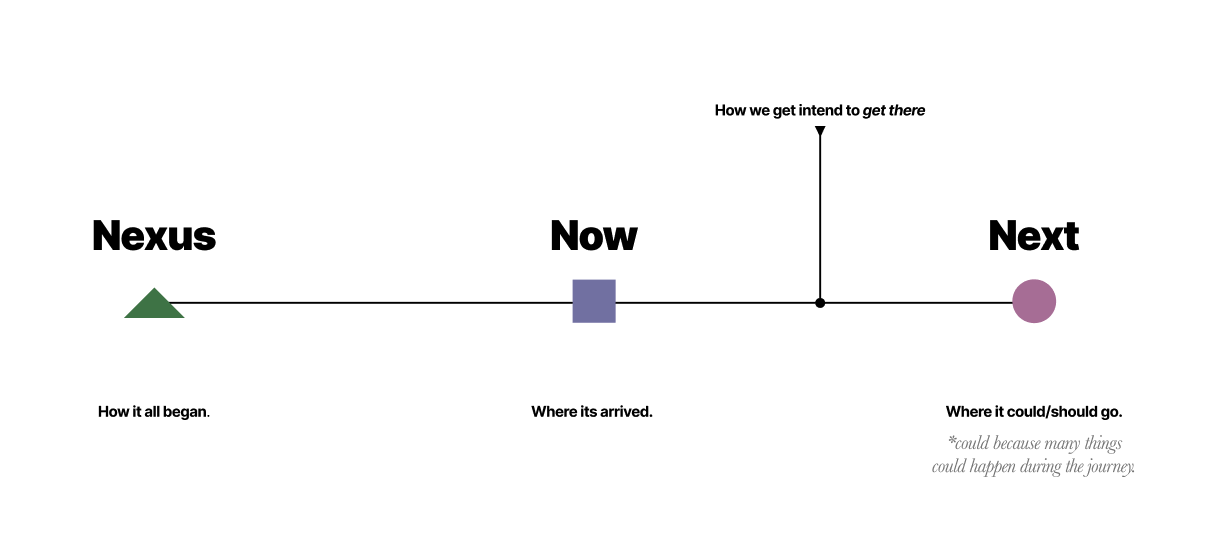 How we get intend to get there
Nexus
Now
Next
How it all began.
Where its arrived.
Where it could/should go.
*could because many things
could happen during the journey.